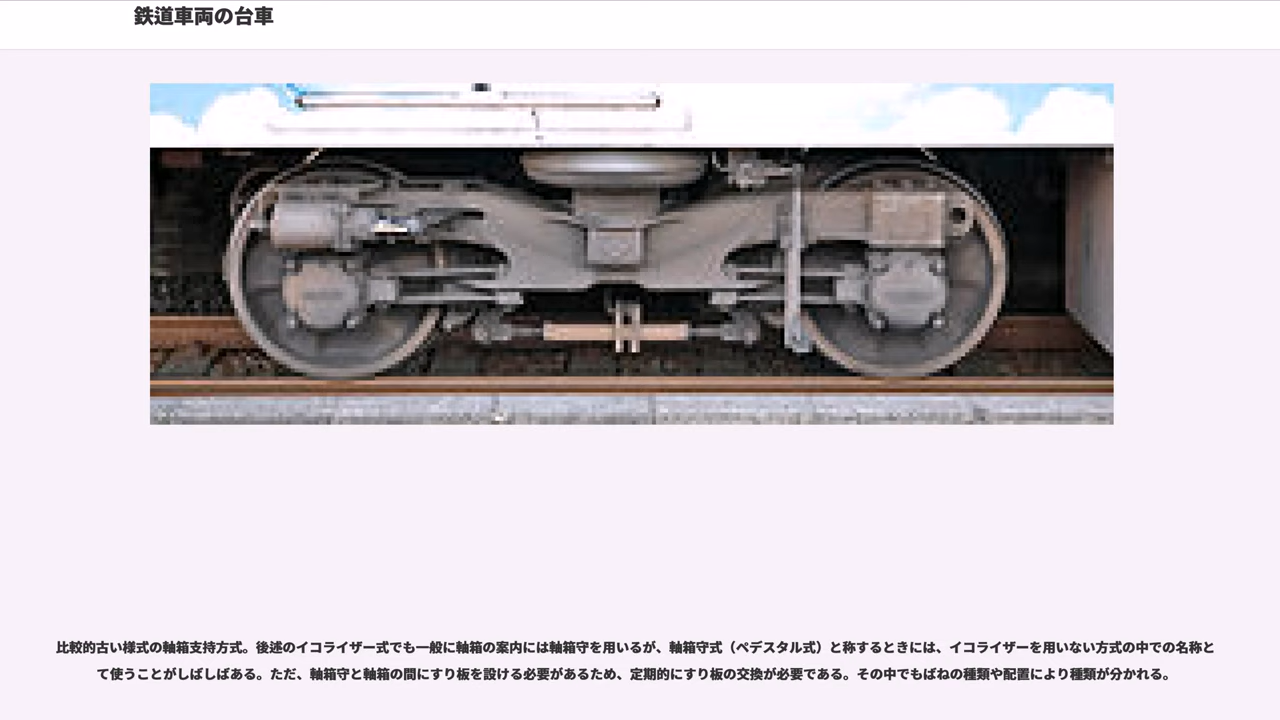 鉄道車両の台車
比較的古い様式の軸箱支持方式。後述のイコライザー式でも一般に軸箱の案内には軸箱守を用いるが、軸箱守式（ペデスタル式）と称するときには、イコライザーを用いない方式の中での名称と
て使うことがしばしばある。ただ、軸箱守と軸箱の間にすり板を設ける必要があるため、定期的にすり板の交換が必要である。その中でもばねの種類や配置により種類が分かれる。